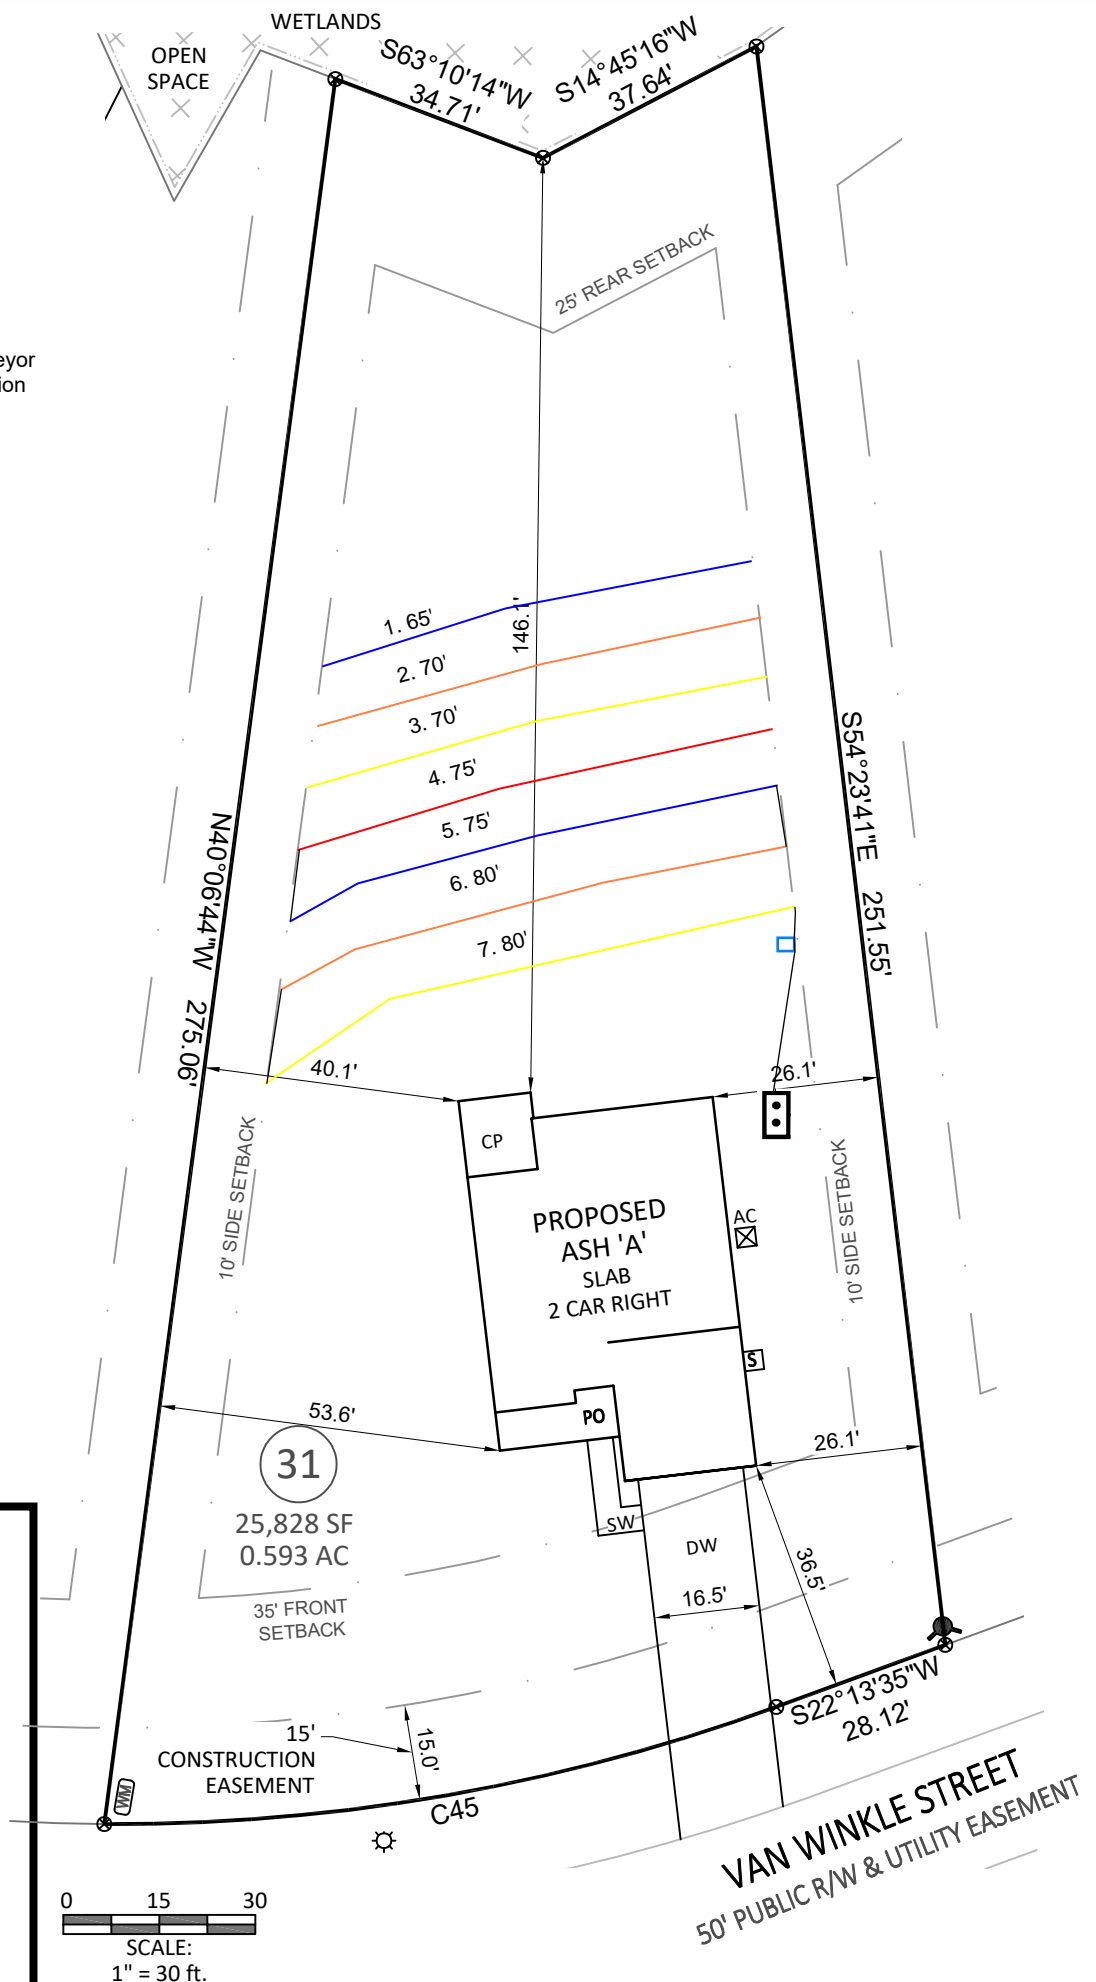 WETLANDS
OPEN
SPACE
S63°10'14"W
34.71'
S14°45'16"W
37.64'
25' REAR SETBACK
eyor
ion
1. 65'
146.1'
2. 70'
3. 70'
4. 75'
5. 75'
6. 80'
7. 80'
N40°06'44"W 275.06'
S54°23'41"E 251.55'
40.1'
26.1'
CP
10' SIDE SETBACK
PROPOSED
ASH 'A'
SLAB
2 CAR RIGHT
AC
10' SIDE SETBACK
S
53.6'
PO
26.1'
31
25,828 SF
0.593 AC
SW
DW
36.5'
16.5'
35' FRONT
SETBACK
S22°13'35"W
28.12'
15'
CONSTRUCTION
EASEMENT
15.0'
WM
C45
VAN WINKLE STREET
50' PUBLIC R/W & UTILITY EASEMENT
0 15 30
SCALE:
1" = 30 ft.